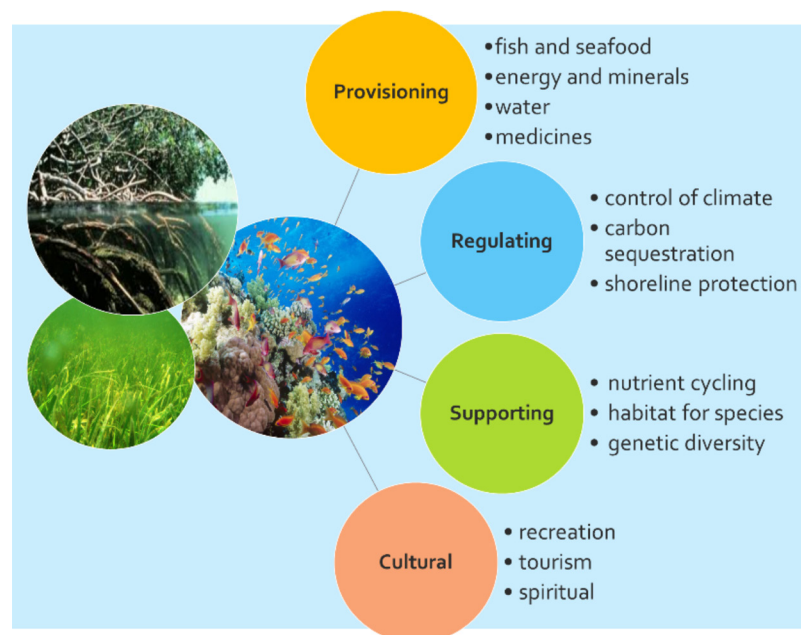 Provisioning
•fish and seafood
•energy and minerals
•water
•medicines
Regulating
• control of climate
• carbon
sequestration
• shoreline protection
Supporting
• nutrient cycling
• habitat for species
• genetic diversity
Cultural
• recreation
• tourism
• spiritual